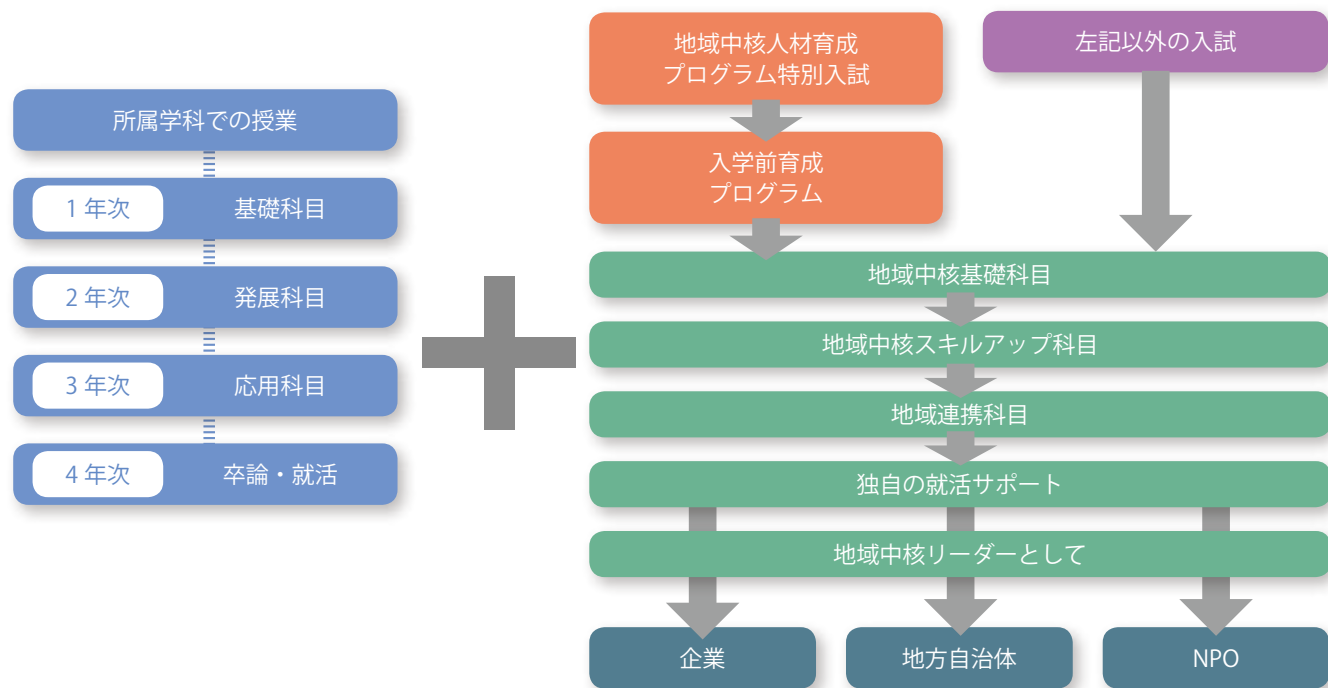 所属学科での授業
1 年次 基礎科目
2 年次 発展科目
3 年次 応用科目
4 年次 卒論・就活
地域中核人材育成
プログラム特別入試
左記以外の入試
入学前育成
プログラム
地域中核基礎科目
地域中核スキルアップ科目
地域連携科目
独自の就活サポート
地域中核リーダーとして
企業
地方自治体
NPO